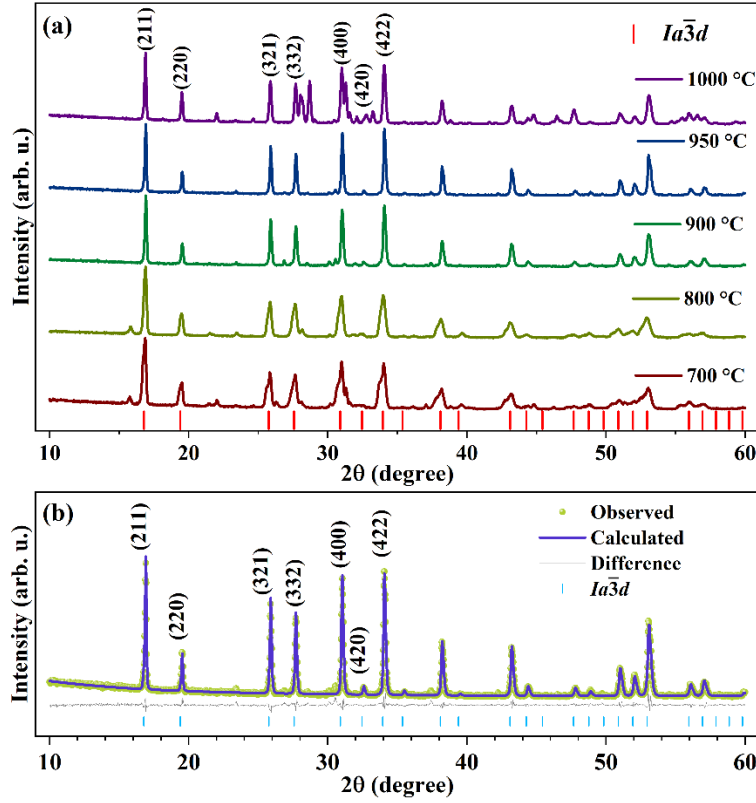 (a)
(211)
(220)
(321)
(332)
(400)
(420)
(422)
Ia3̅d
1000 °C
950 °C
900 °C
800 °C
700 °C
Intensity (arb. u.)
10 20 30 40 50 60
2θ (degree)
(b)
(211)
(220)
(321)
(332)
(400)
(420)
(422)
Observed
Calculated
Difference
Ia3̅d
Intensity (arb. u.)
10 20 30 40 50 60
2θ (degree)